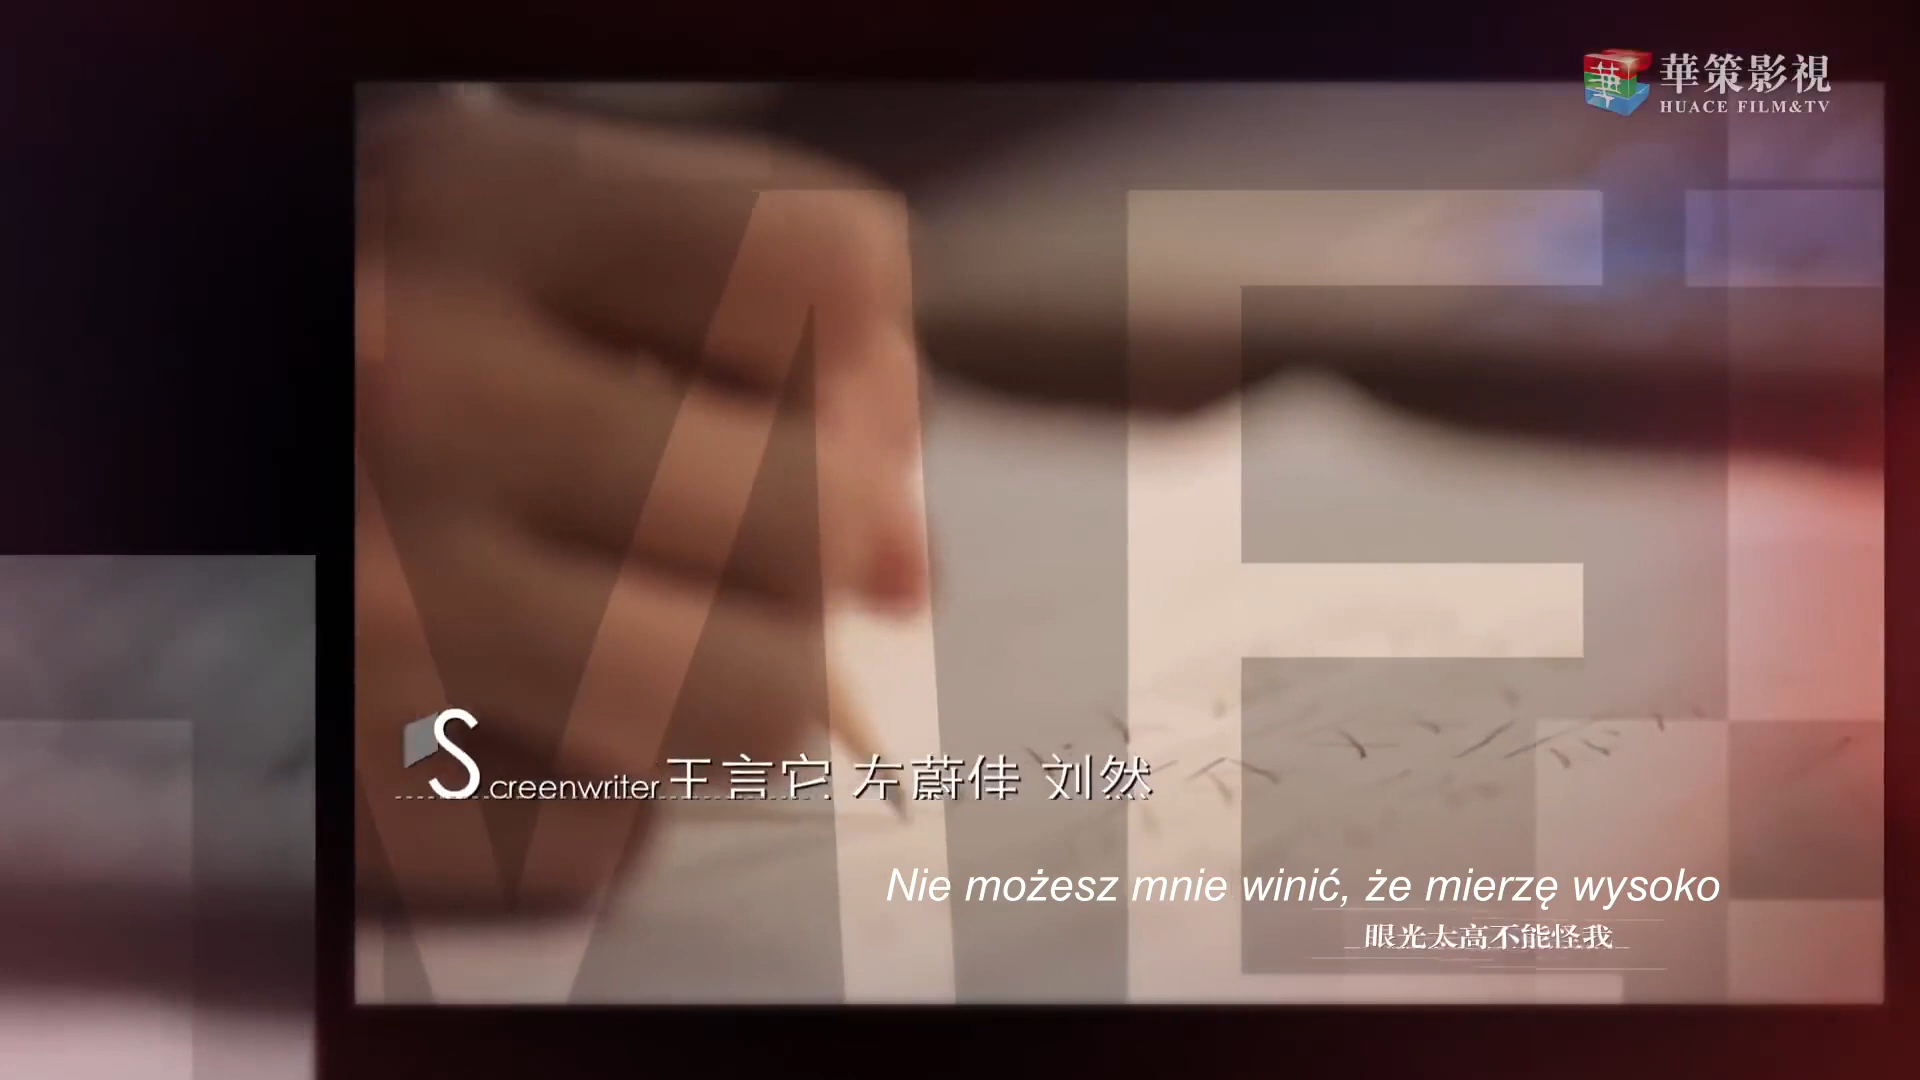 華策影視
HUACE FILM&TV
ME
Screenwriter 王言它 左蔚佳 刘然
Nie możesz mnie winić, że mierzę wysoko
眼光太高不能怪我